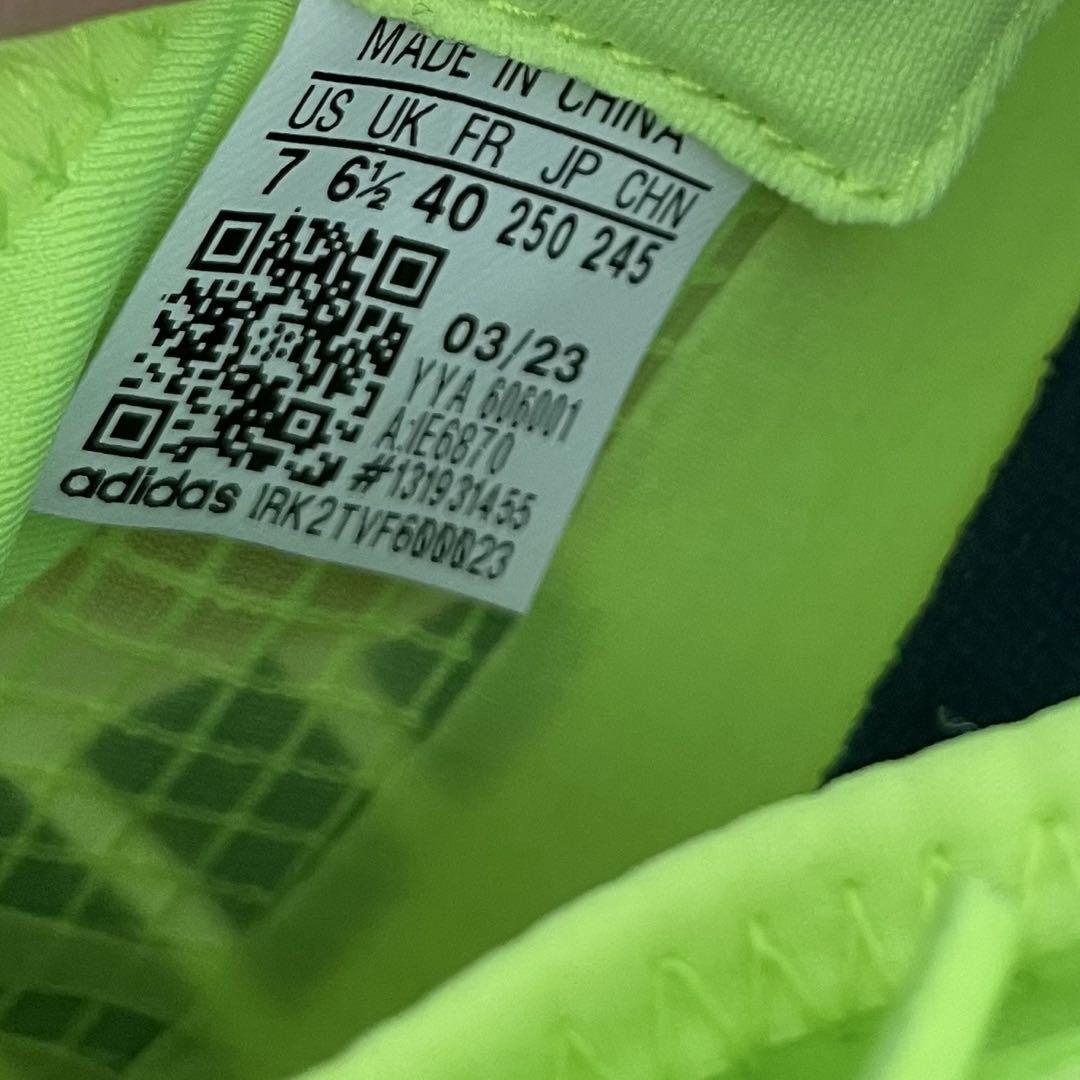 MADE IN CHINA
US UK FR JP CHN
7 6½ 40 250 245
03/23
YYA 606001
A:IE6870
#131931455
adidas 1RK2TVF600023